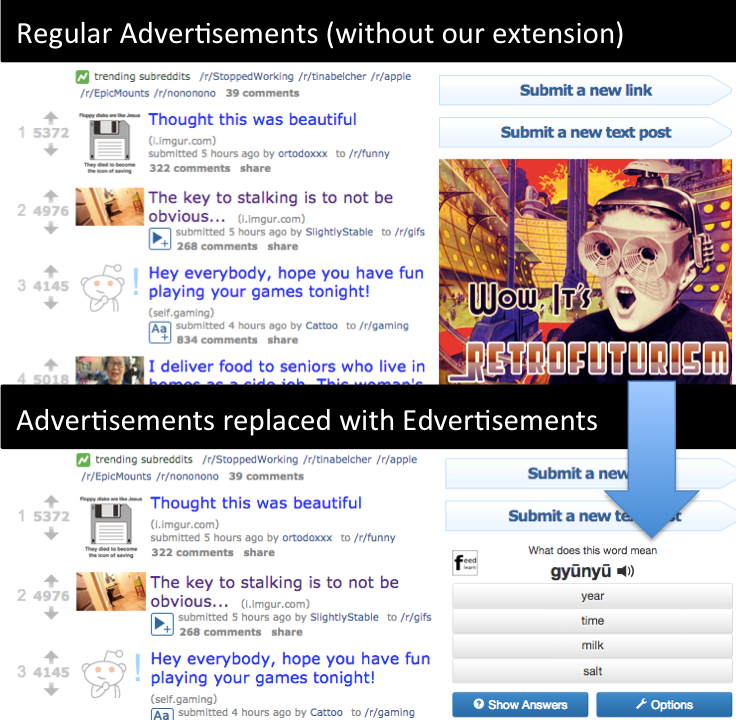 Regular Advertisements (without our extension)
trending subreddits /r/StoppedWorking /r/tinabelcher /r/apple
/r/EpicMounts /r/nononono 39 comments
1 5372
Floppy disks are like Jesus
They died to become
the icon of saving
Thought this was beautiful
(i.imgur.com)
submitted 5 hours ago by ortodoxxx to /r/funny
322 comments share
2 4976
The key to stalking is to not be
obvious... (i.imgur.com)
submitted 5 hours ago by SlightlyStable to /r/gifs
268 comments share
3 4145
Hey everybody, hope you have fun
playing your games tonight!
(self.gaming)
Aa+
submitted 4 hours ago by Cattoo to /r/gaming
834 comments share
4 5018
I deliver food to seniors who live in
homes as a side job. This woman's
Submit a new link
Submit a new text post
Wow, It's
RETROFUTURISM
Advertisements replaced with Edvertisements
trending subreddits /r/StoppedWorking /r/tinabelcher /r/apple
/r/EpicMounts /r/nononono 39 comments
1 5372
Floppy disks are like Jesus
They died to become
the icon of saving
Thought this was beautiful
(i.imgur.com)
submitted 5 hours ago by ortodoxxx to /r/funny
322 comments share
2 4976
The key to stalking is to not be
obvious... (i.imgur.com)
submitted 5 hours ago by SlightlyStable to /r/gifs
268 comments share
3 4145
Hey everybody, hope you have fun
playing your games tonight!
(self.gaming)
Aa
submitted 4 hours ago by Cattoo to /r/gaming
Submit a new
Submit a new
feed
learn
What does this word mean
gyūnyū
year
time
milk
salt
Show Answers
Options